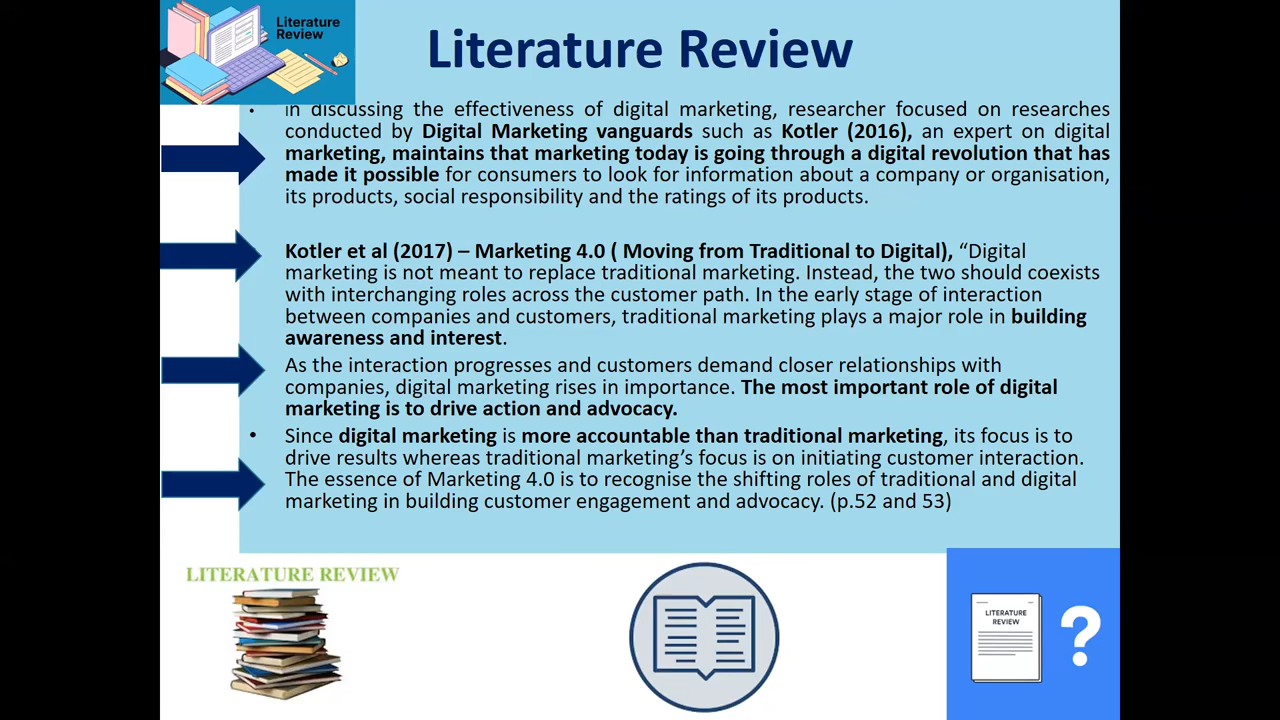 Literature
Review
Literature Review
• In discussing the effectiveness of digital marketing, researcher focused on researches
conducted by Digital Marketing vanguards such as Kotler (2016), an expert on digital
marketing, maintains that marketing today is going through a digital revolution that has
made it possible for consumers to look for information about a company or organisation,
its products, social responsibility and the ratings of its products.
Kotler et al (2017) – Marketing 4.0 ( Moving from Traditional to Digital), “Digital
marketing is not meant to replace traditional marketing. Instead, the two should coexists
with interchanging roles across the customer path. In the early stage of interaction
between companies and customers, traditional marketing plays a major role in building
awareness and interest.
As the interaction progresses and customers demand closer relationships with
companies, digital marketing rises in importance. The most important role of digital
marketing is to drive action and advocacy.
• Since digital marketing is more accountable than traditional marketing, its focus is to
drive results whereas traditional marketing’s focus is on initiating customer interaction.
The essence of Marketing 4.0 is to recognise the shifting roles of traditional and digital
marketing in building customer engagement and advocacy. (p.52 and 53)
LITERATURE REVIEW
LITERATURE
REVIEW
?